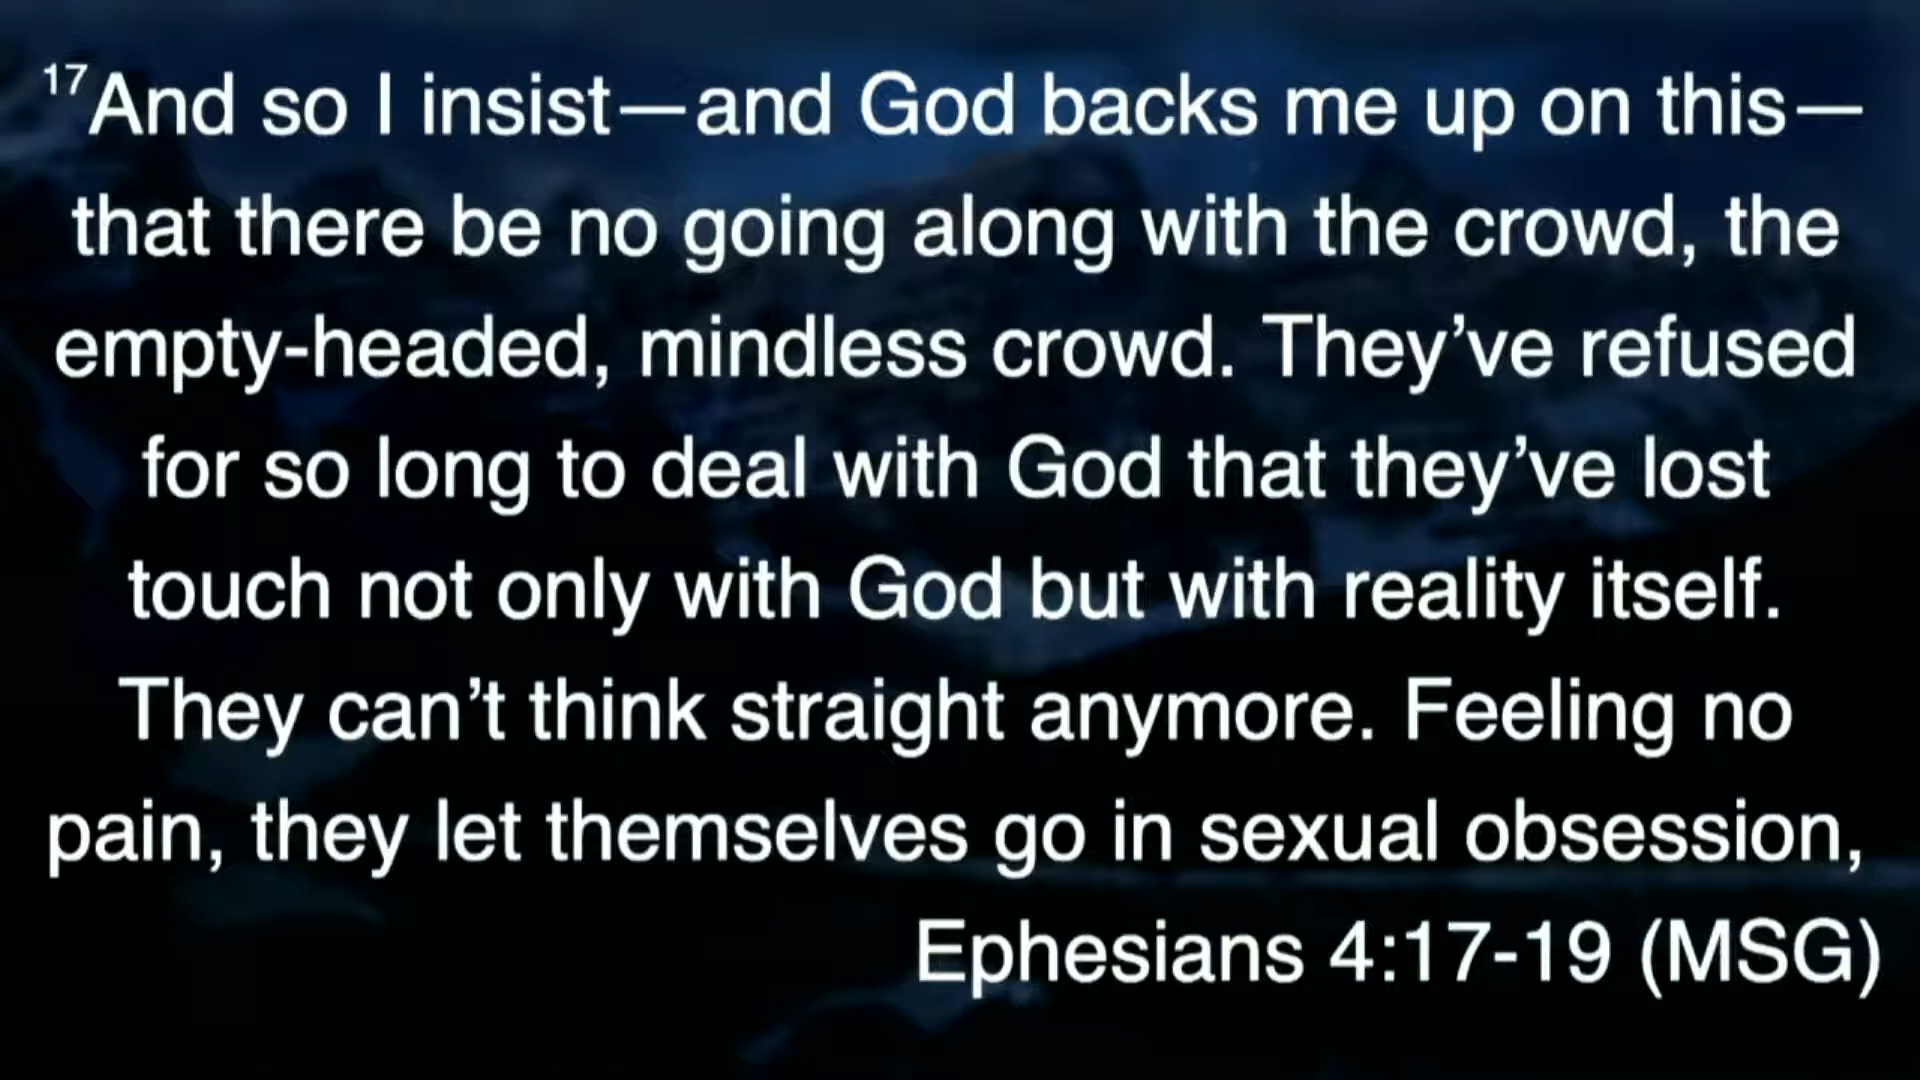 17And so I insist—and God backs me up on this—
that there be no going along with the crowd, the
empty-headed, mindless crowd. They’ve refused
for so long to deal with God that they’ve lost
touch not only with God but with reality itself.
They can’t think straight anymore. Feeling no
pain, they let themselves go in sexual obsession,
Ephesians 4:17-19 (MSG)